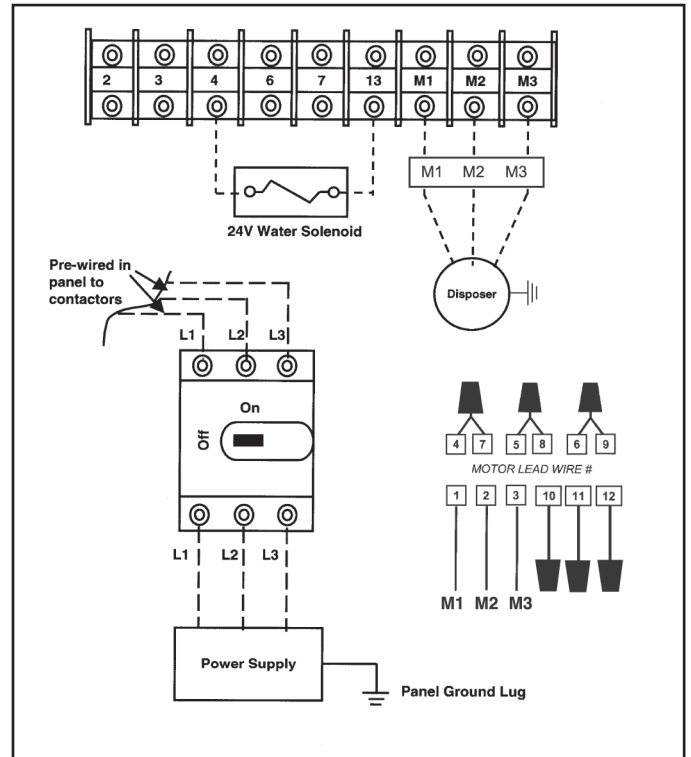 2 3 4 6 7 13 M1 M2 M3
M1 M2 M3
24V Water Solenoid
Disposer
Pre-wired in
panel to
contactors
L1 L2 L3
On
Off
L1 L2 L3
Power Supply
Panel Ground Lug
4 7 5 8 6 9
MOTOR LEAD WIRE #
1 2 3 10 11 12
M1 M2 M3